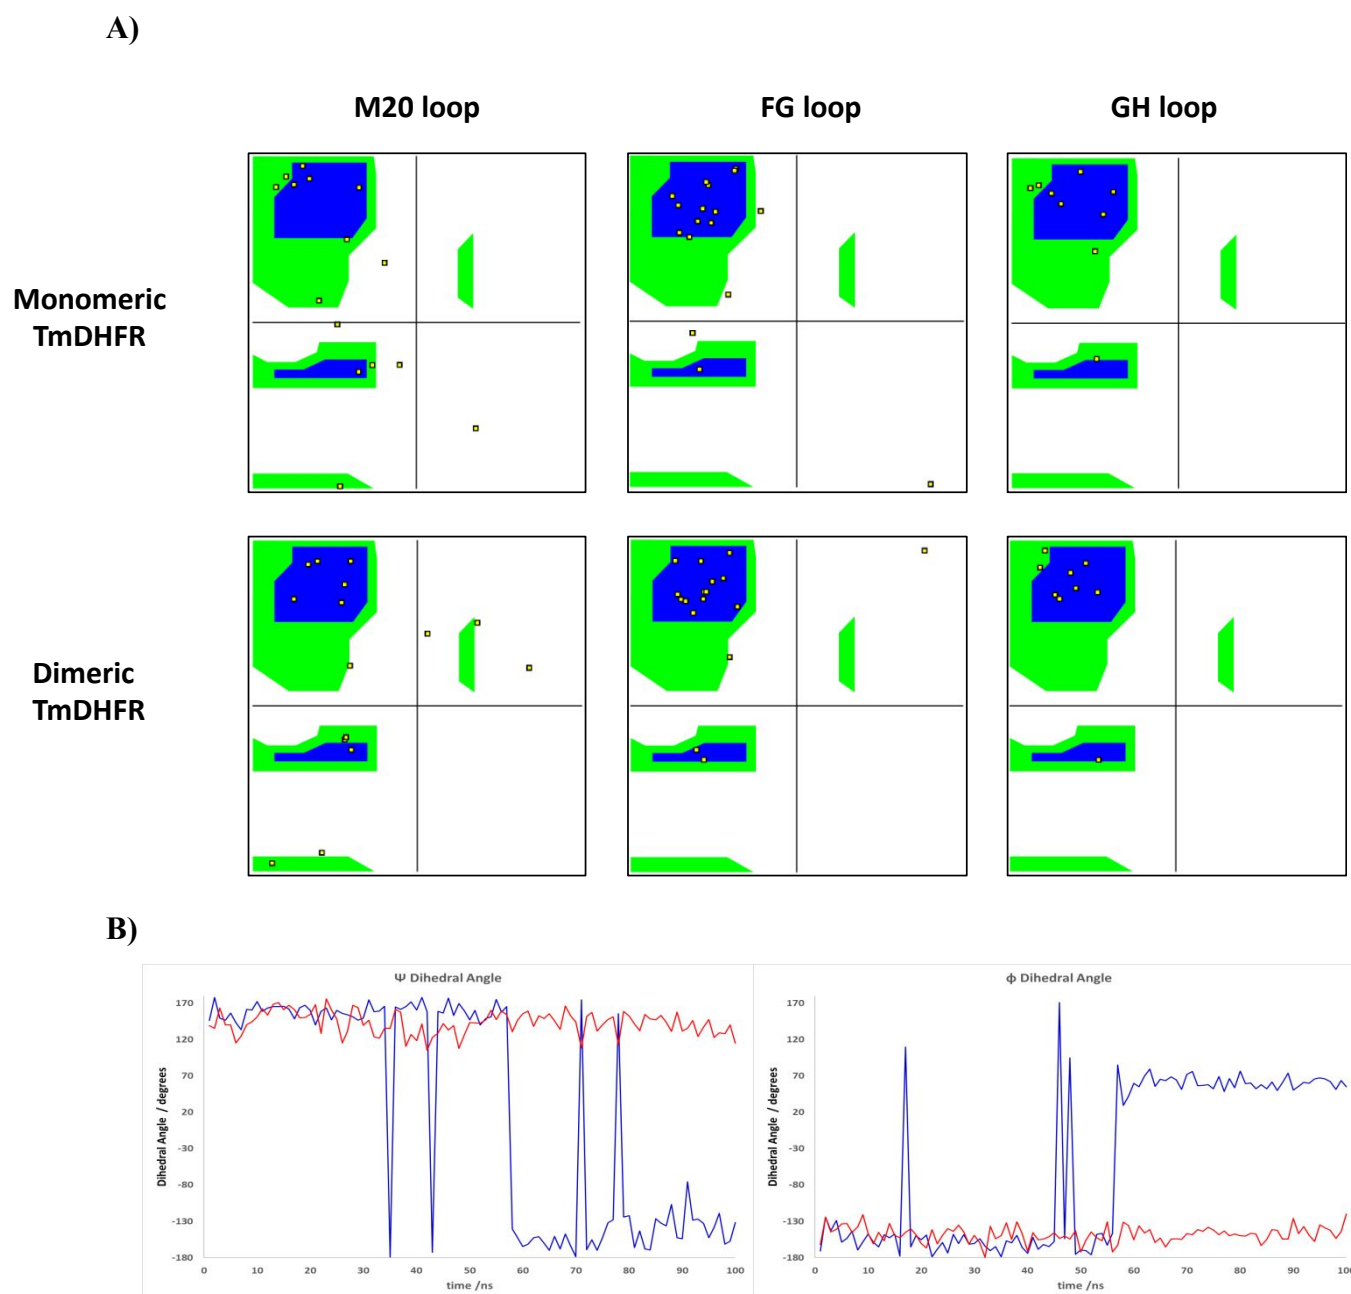 A)
M20 loop
FG loop
GH loop
Monomeric
TmDHFR
Dimeric
TmDHFR
B)
Ψ Dihedral Angle
Dihedral Angle / degrees
170
120
70
20
-30
-80
-130
-180
0 10 20 30 40 50 60 70 80 90 100
time /ns
ϕ Dihedral Angle
Dihedral Angle / degrees
170
120
70
20
-30
-80
-130
-180
0 10 20 30 40 50 60 70 80 90 100
time /ns